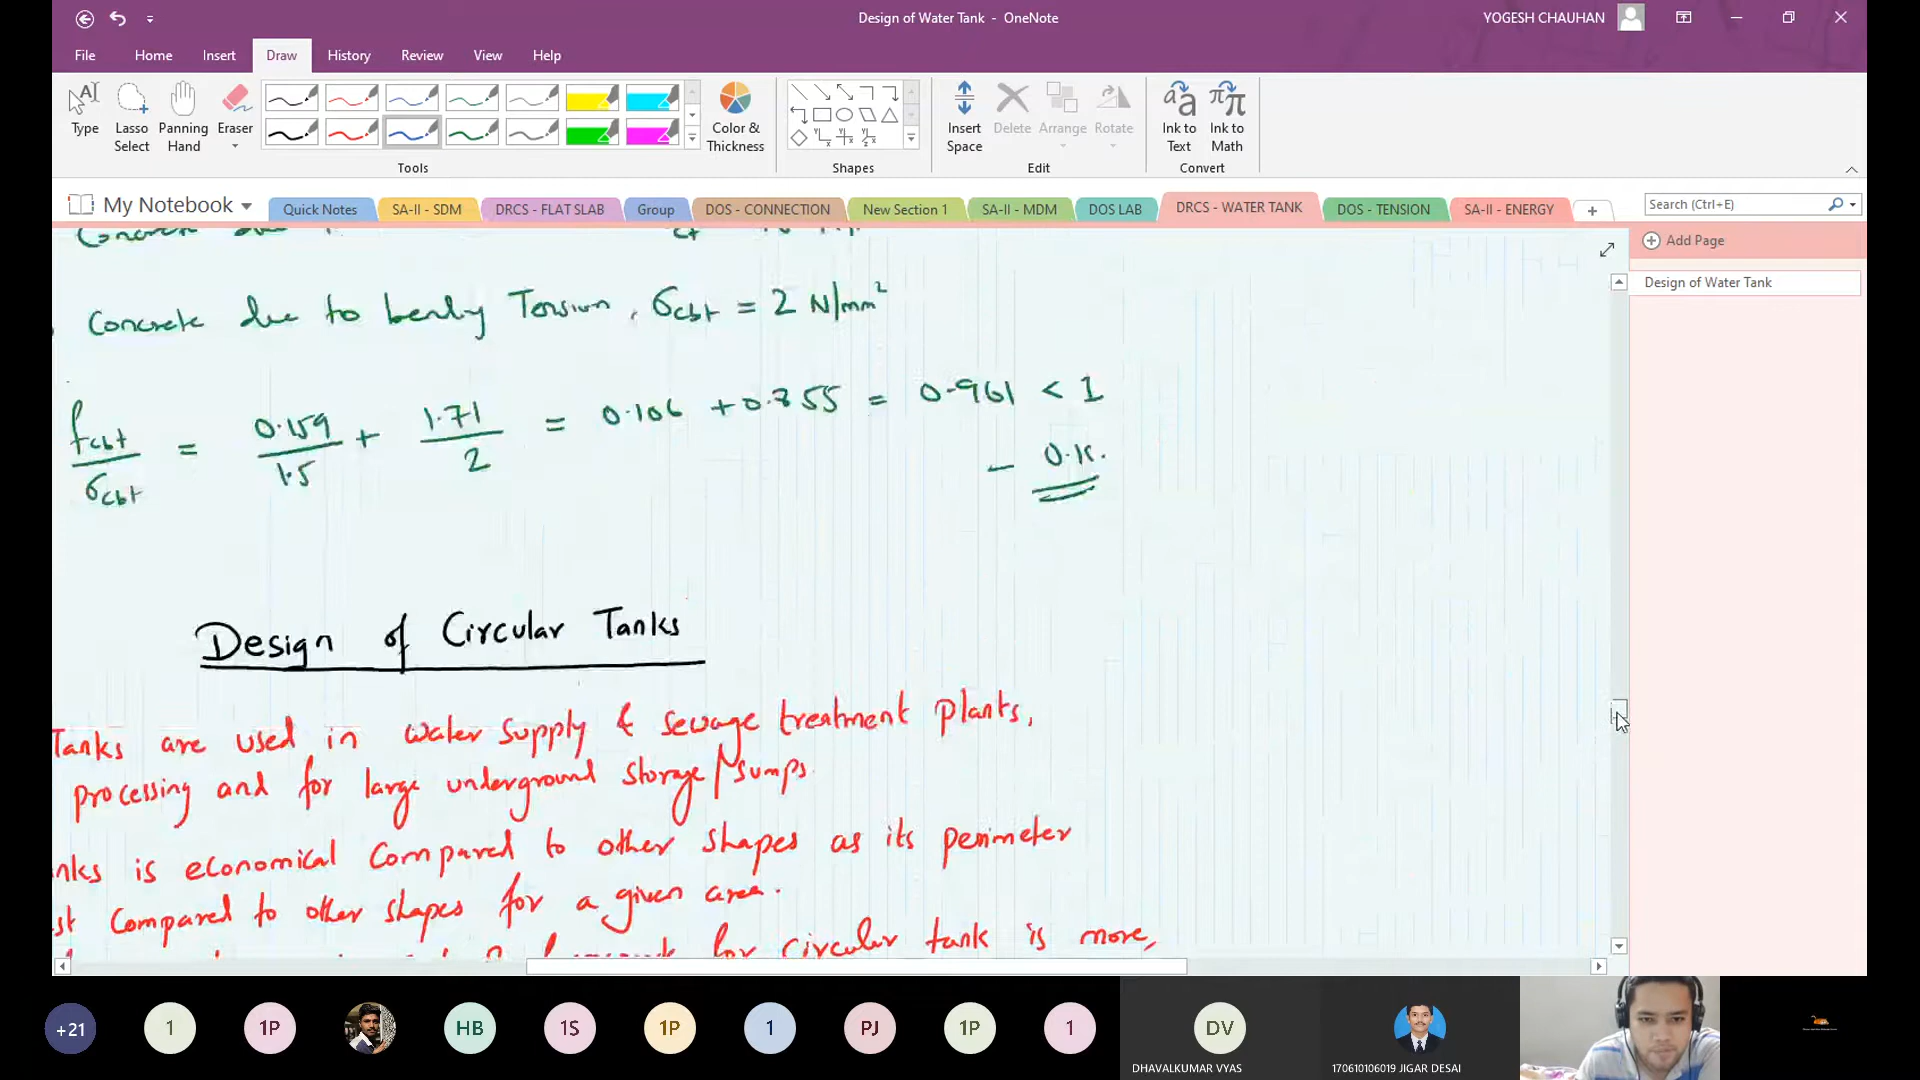 Design of Water Tank - OneNote
YOGESH CHAUHAN
File Home Insert Draw History Review View Help
Type
Lasso Select
Panning Hand
Eraser
Color & Thickness
Insert Space
Delete
Arrange
Rotate
Ink to Text
Ink to Math
Tools
Shapes
Edit
Convert
My Notebook
Quick Notes
SA-II - SDM
DRCS - FLAT SLAB
Group
DOS - CONNECTION
New Section 1
SA-II - MDM
DOS LAB
DRCS - WATER TANK
DOS - TENSION
SA-II - ENERGY
Search (Ctrl+E)
Add Page
Design of Water Tank
Concrete due to bending Tension, σcbt = 2 N/mm²
fcbt/σcbt = 0.159/1.5 + 1.71/2 = 0.106 + 0.855 = 0.961 < 1
- O.K.
Design of Circular Tanks
Tanks are used in water supply & sewage treatment plants,
processing and for large underground storage/sumps.
nks is economical compared to other shapes as its perimeter
st compared to other shapes for a given area.
for circular tank is more,
+21
1
1P
HB
1S
1P
1
PJ
1P
1
DV
DHAVALKUMAR VYAS
170610106019 JIGAR DESAI